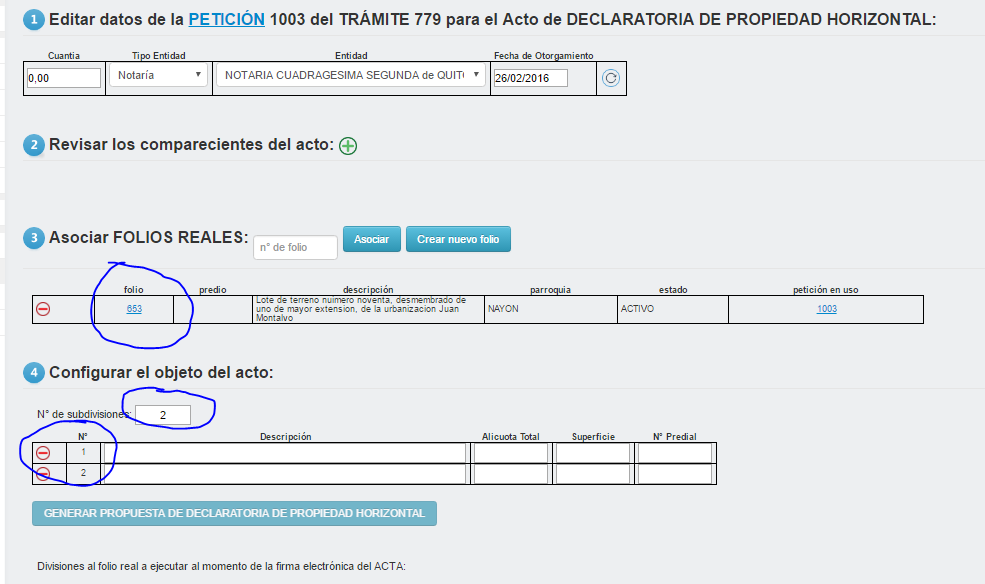 1 Editar datos de la PETICIÓN 1003 del TRÁMITE 779 para el Acto de DECLARATORIA DE PROPIEDAD HORIZONTAL:
Cuantia Tipo Entidad Entidad Fecha de Otorgamiento
0,00 Notaría NOTARIA CUADRAGESIMA SEGUNDA de QUIT 26/02/2016
2 Revisar los comparecientes del acto:
3 Asociar FOLIOS REALES: n° de folio Asociar Crear nuevo folio
folio predio descripción parroquia estado petición en uso
653 Lote de terreno nuimero noventa, desmembrado de NAYON ACTIVO 1003
uno de mayor extension, de la urbanizacion Juan
Montalvo
4 Configurar el objeto del acto:
N° de subdivisiones: 2
N° Descripción Alicuota Total Superficie N° Predial
1
2
GENERAR PROPUESTA DE DECLARATORIA DE PROPIEDAD HORIZONTAL
Divisiones al folio real a ejecutar al momento de la firma electrónica del ACTA: